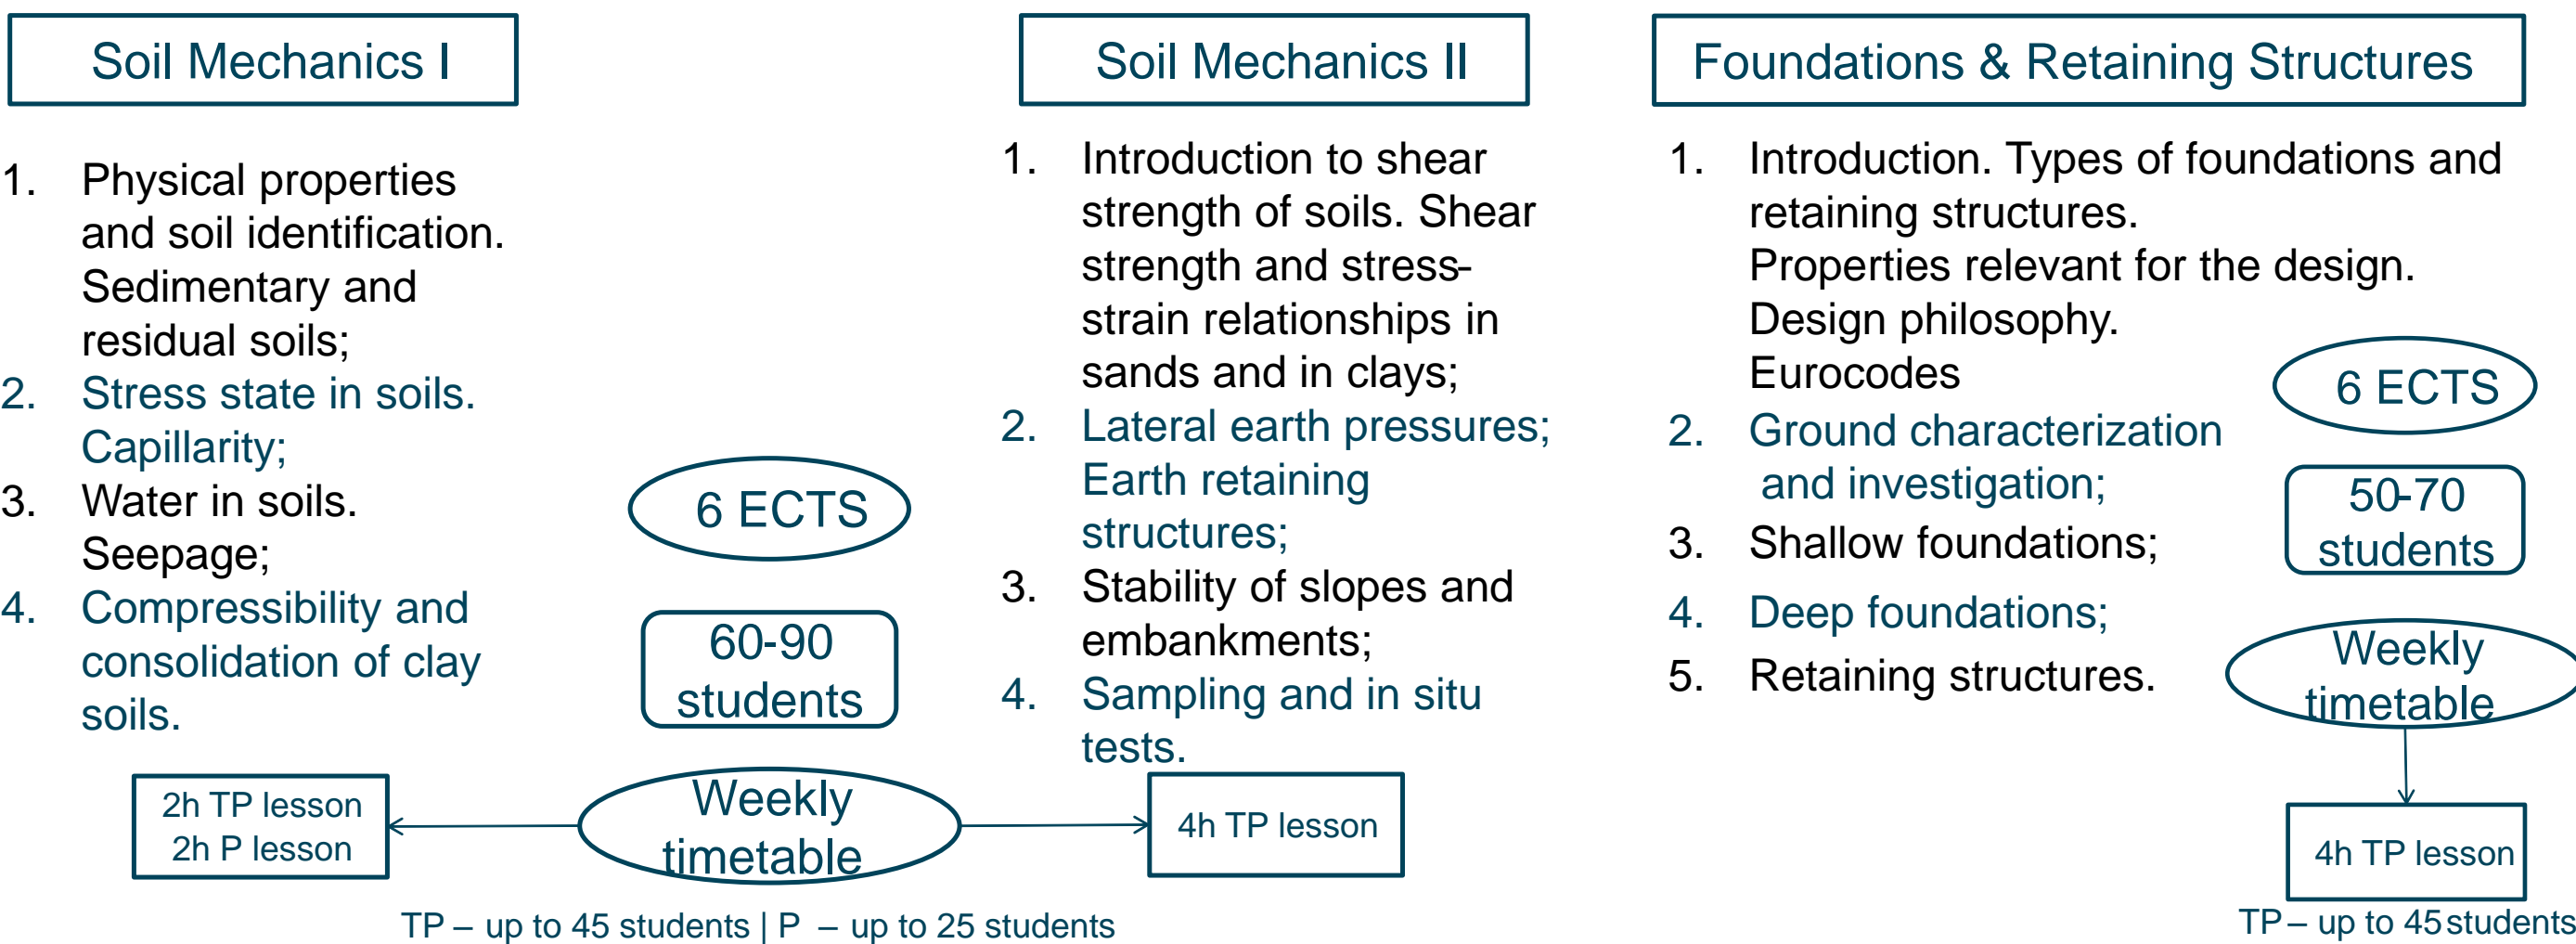 Soil Mechanics I
1. Physical properties
and soil identification.
Sedimentary and
residual soils;
2. Stress state in soils.
Capillarity;
3. Water in soils.
Seepage;
4. Compressibility and
consolidation of clay
soils.
6 ECTS
60-90
students
Weekly
timetable
2h TP lesson
2h P lesson
Soil Mechanics II
1. Introduction to shear
strength of soils. Shear
strength and stress-
strain relationships in
sands and in clays;
2. Lateral earth pressures;
Earth retaining
structures;
3. Stability of slopes and
embankments;
4. Sampling and in situ
tests.
4h TP lesson
TP – up to 45 students | P – up to 25 students
Foundations & Retaining Structures
1. Introduction. Types of foundations and
retaining structures.
Properties relevant for the design.
Design philosophy.
Eurocodes
2. Ground characterization
and investigation;
3. Shallow foundations;
4. Deep foundations;
5. Retaining structures.
6 ECTS
50-70
students
Weekly
timetable
4h TP lesson
TP – up to 45 students